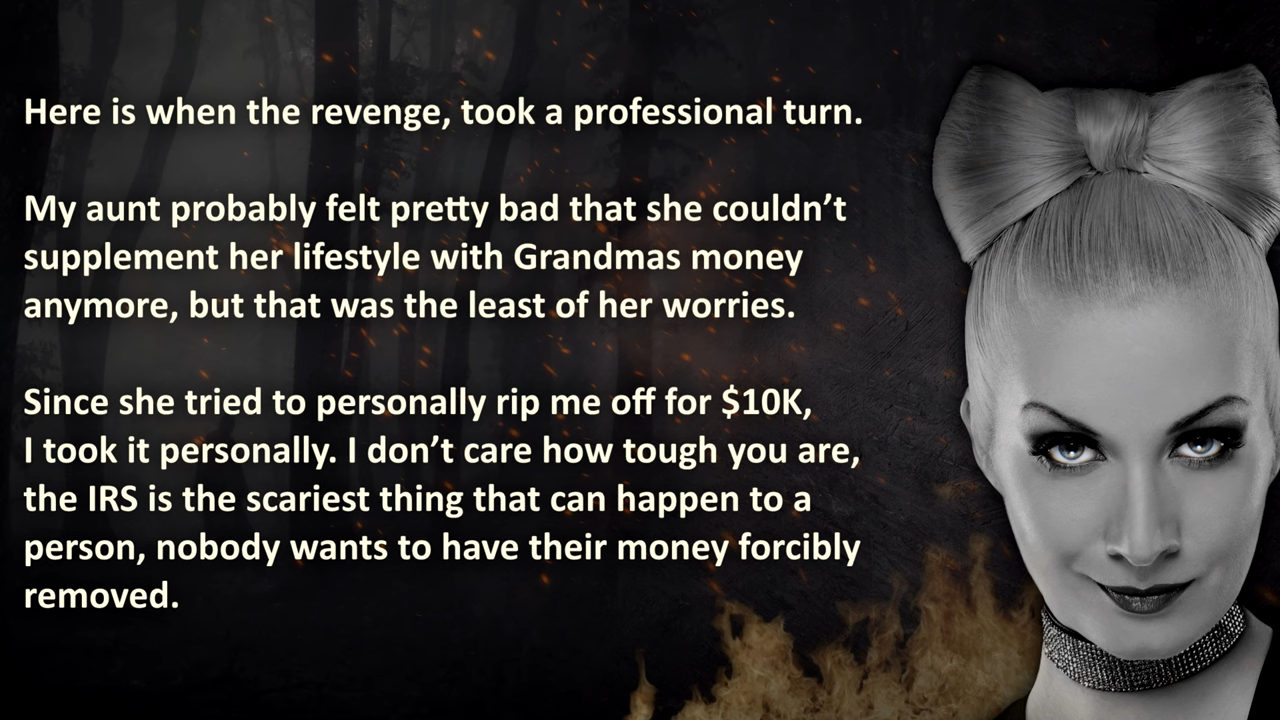 Here is when the revenge, took a professional turn.
My aunt probably felt pretty bad that she couldn’t
supplement her lifestyle with Grandmas money
anymore, but that was the least of her worries.
Since she tried to personally rip me off for $10K,
I took it personally. I don’t care how tough you are,
the IRS is the scariest thing that can happen to a
person, nobody wants to have their money forcibly
removed.